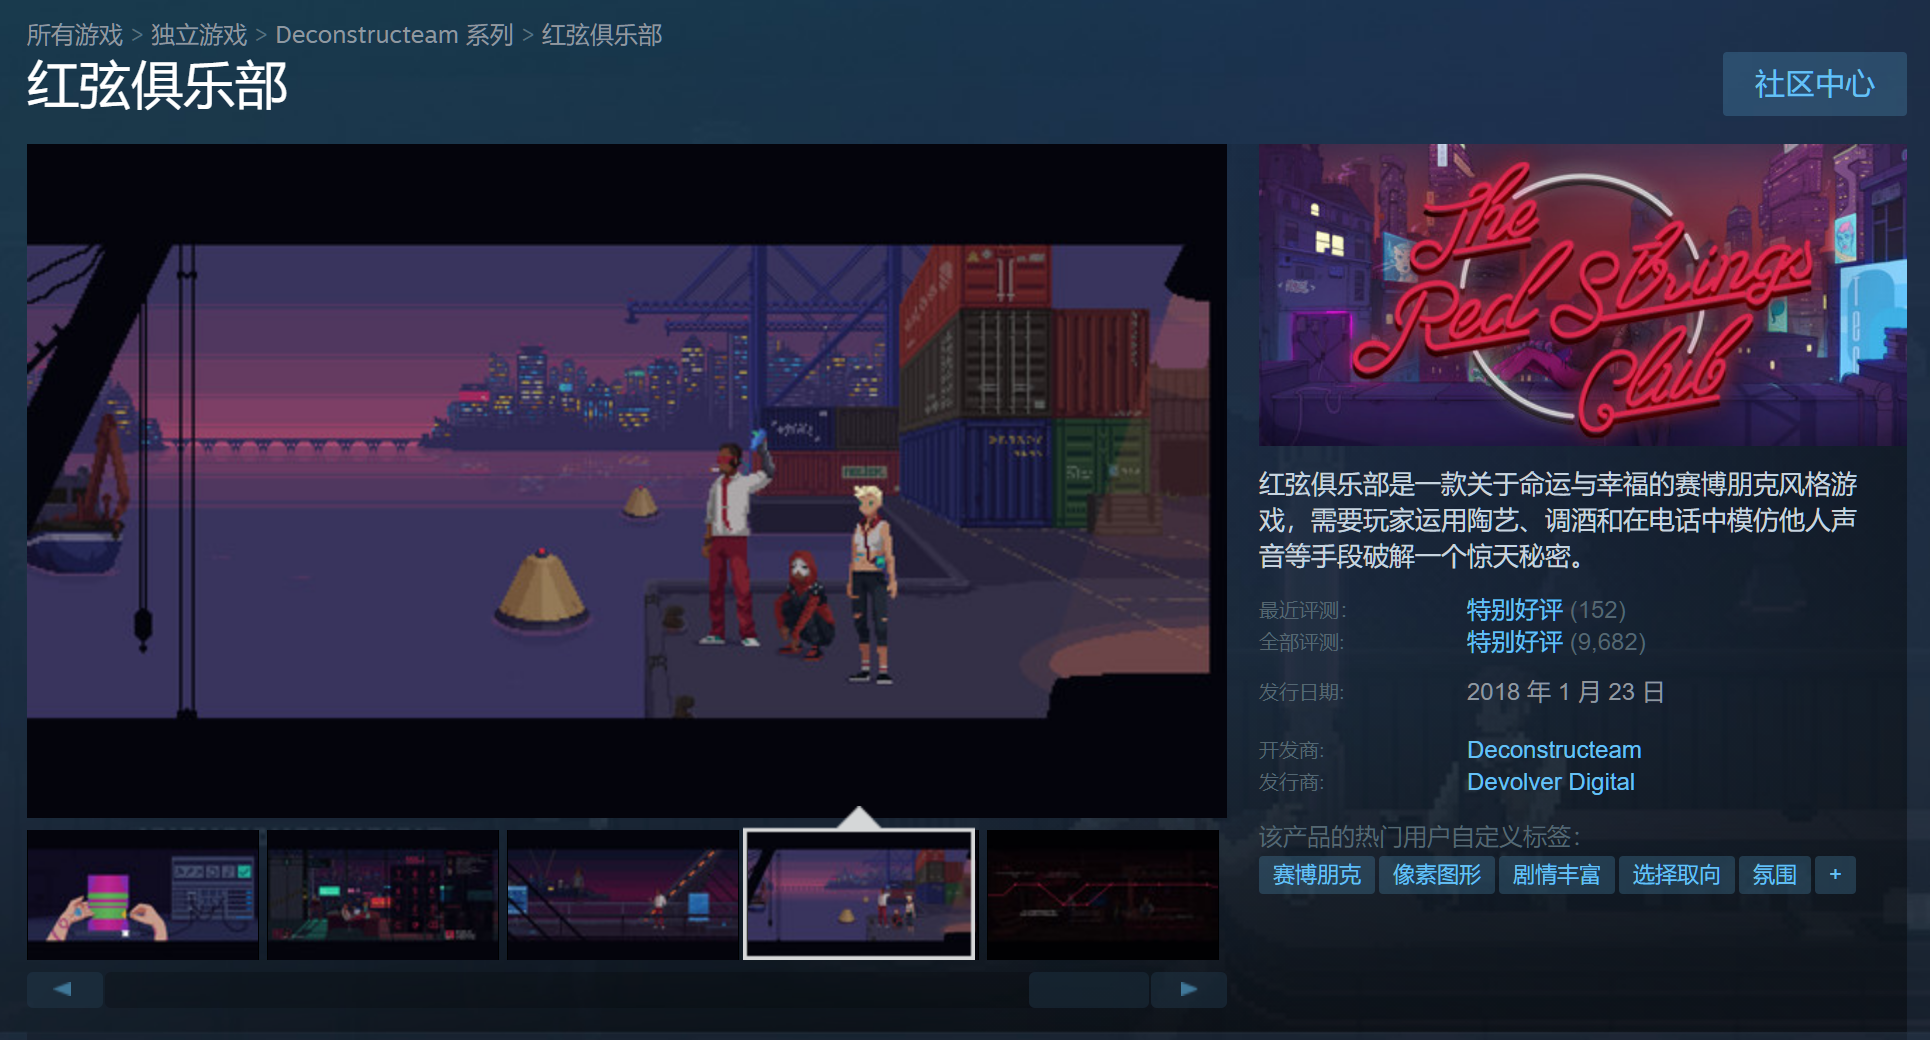 所有游戏 > 独立游戏 > Deconstructeam 系列 > 红弦俱乐部
红弦俱乐部
社区中心
The
Red Strings
Club
红弦俱乐部是一款关于命运与幸福的赛博朋克风格游
戏，需要玩家运用陶艺、调酒和在电话中模仿他人声
音等手段破解一个惊天秘密。
最近评测: 特别好评 (152)
全部评测: 特别好评 (9,682)
发行日期: 2018 年 1 月 23 日
开发商: Deconstructeam
发行商: Devolver Digital
该产品的热门用户自定义标签:
赛博朋克 像素图形 剧情丰富 选择取向 氛围 +